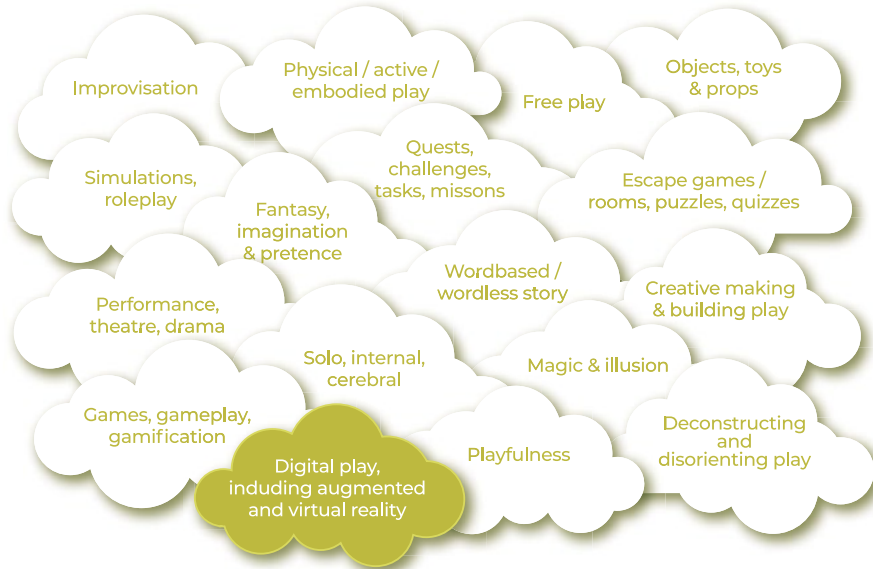 Improvisation
Physical / active /
embodied play
Free play
Objects, toys
& props
Simulations,
roleplay
Fantasy,
imagination
& pretence
Quests,
challenges,
tasks, missons
Escape games /
rooms, puzzles, quizzes
Performance,
theatre, drama
Wordbased /
wordless story
Creative making
& building play
Solo, internal,
cerebral
Magic & illusion
Games, gameplay,
gamification
Digital play,
including augmented
and virtual reality
Playfulness
Deconstructing
and
disorienting play